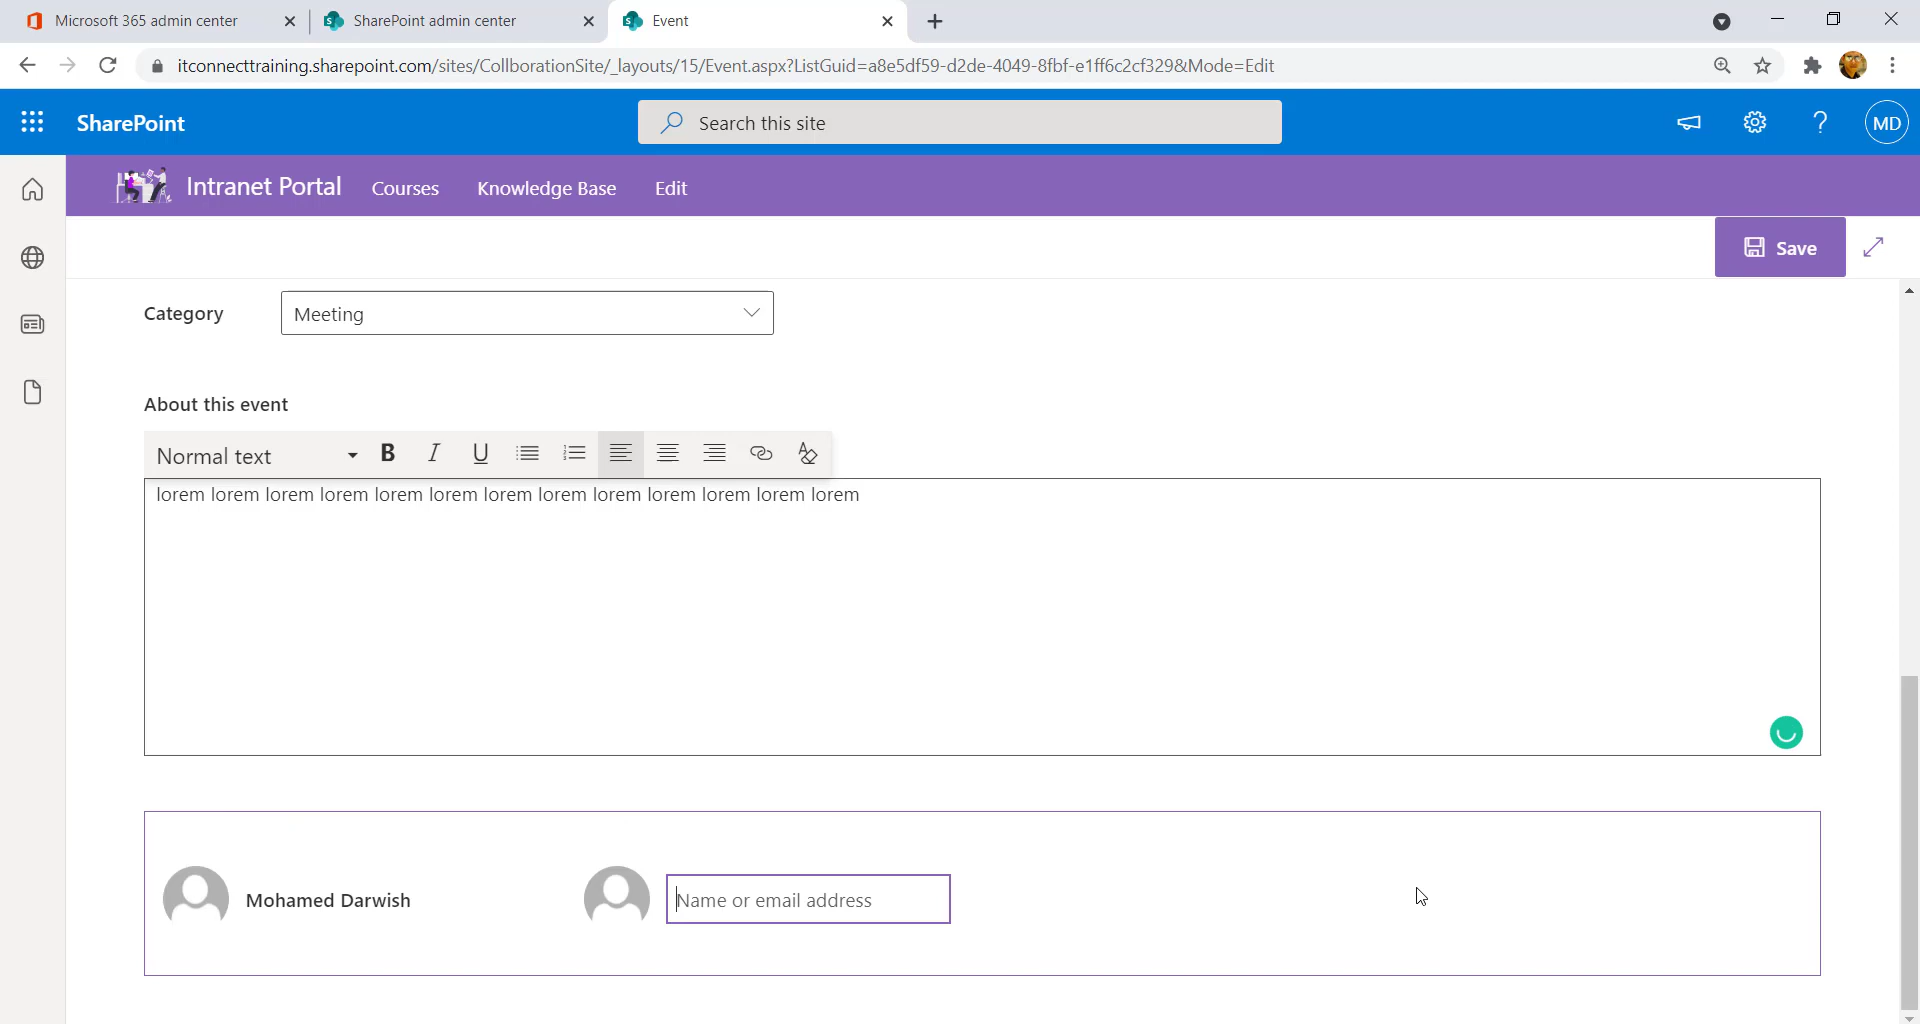 Microsoft 365 admin center
SharePoint admin center
Event
itconnecttraining.sharepoint.com/sites/CollborationSite/_layouts/15/Event.aspx?ListGuid=a8e5df59-d2de-4049-8fbf-e1ff6c2cf329&Mode=Edit
SharePoint
Search this site
MD
Intranet Portal
Courses
Knowledge Base
Edit
Save
Category
Meeting
About this event
Normal text
B
I
U
lorem lorem lorem lorem lorem lorem lorem lorem lorem lorem lorem lorem lorem
Mohamed Darwish
Name or email address